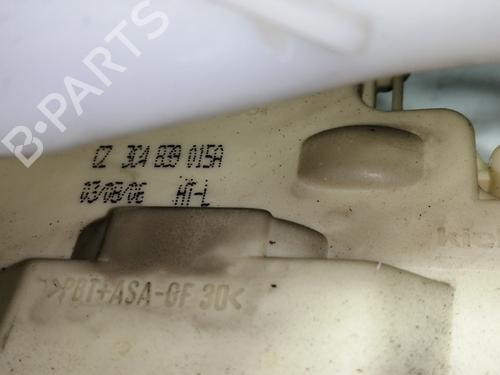 B-PARTS
CZ 3C4 839 015A
03/08/06 HT-L
>PBT+ASA-GF 30<